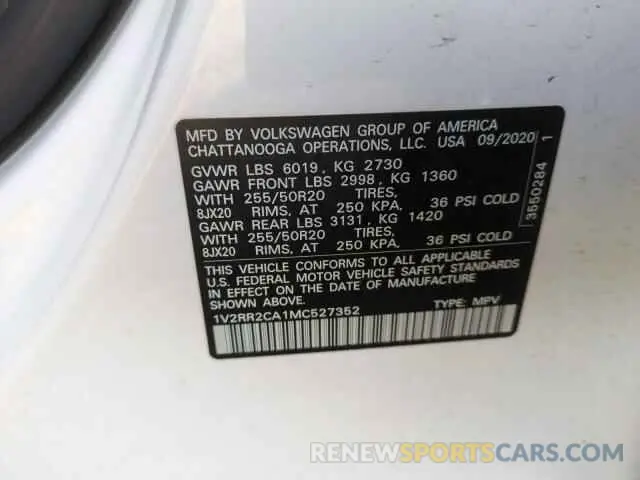 MFD BY VOLKSWAGEN GROUP OF AMERICA
CHATTANOOGA OPERATIONS, LLC. USA 09/2020
GVWR LBS 6019, KG 2730
GAWR FRONT LBS 2998, KG 1360
WITH 255/50R20 TIRES,
8JX20 RIMS, AT 250 KPA, 36 PSI COLD
GAWR REAR LBS 3131, KG 1420
WITH 255/50R20 TIRES,
8JX20 RIMS, AT 250 KPA, 36 PSI COLD
THIS VEHICLE CONFORMS TO ALL APPLICABLE
U.S. FEDERAL MOTOR VEHICLE SAFETY STANDARDS
IN EFFECT ON THE DATE OF MANUFACTURE
SHOWN ABOVE.
1V2RR2CA1MC527352 TYPE: MPV
3550284 1
RENEWSPORTSCARS.COM